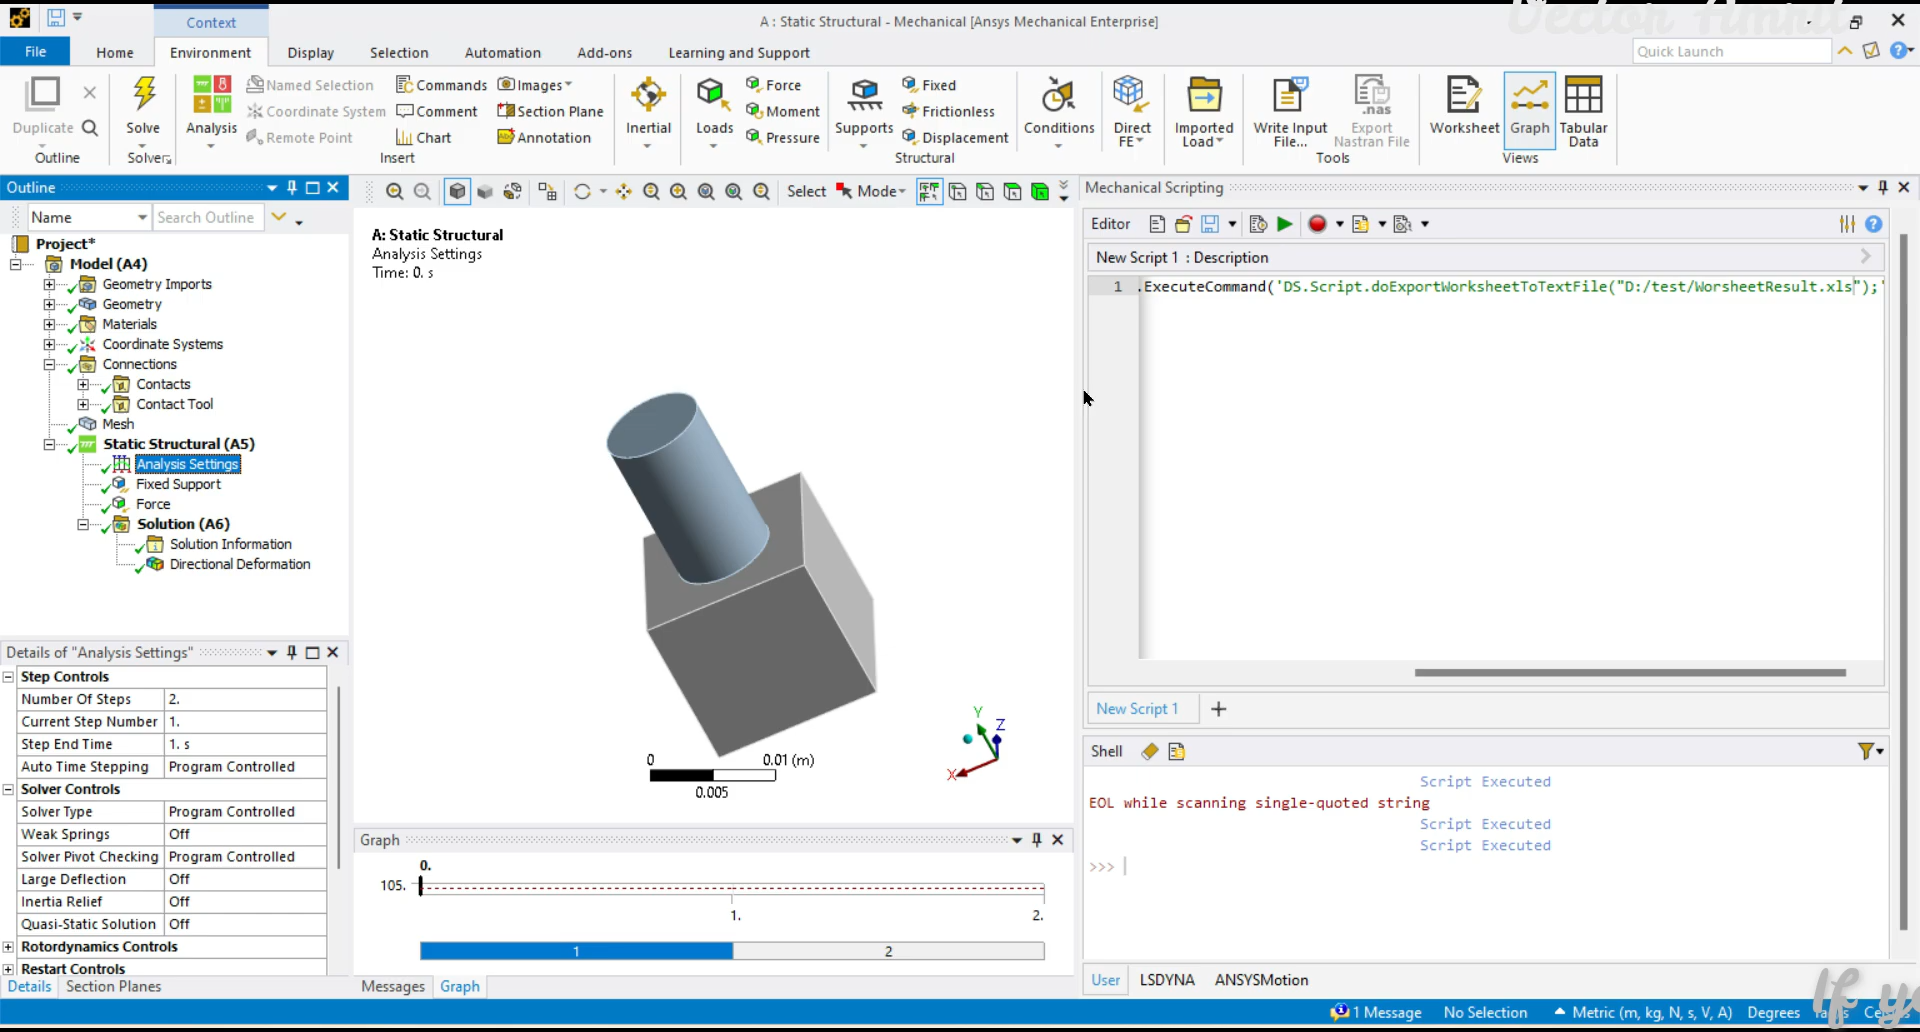 Context
A : Static Structural - Mechanical [Ansys Mechanical Enterprise]
File Home Environment Display Selection Automation Add-ons Learning and Support
Quick Launch
Duplicate
Outline
Solve
Solver
Analysis
Named Selection
Coordinate System
Remote Point
Commands
Comment
Chart
Images
Section Plane
Annotation
Insert
Inertial
Loads
Force
Moment
Pressure
Supports
Fixed
Frictionless
Displacement
Structural
Conditions
Direct
FE
Imported
Load
Write Input
File...
.nas
Export
Nastran File
Tools
Worksheet
Graph
Tabular
Data
Views
Outline
Name
Search Outline
Project*
Model (A4)
Geometry Imports
Geometry
Materials
Coordinate Systems
Connections
Contacts
Contact Tool
Mesh
Static Structural (A5)
Analysis Settings
Fixed Support
Force
Solution (A6)
Solution Information
Directional Deformation
Details of "Analysis Settings"
Step Controls
Number Of Steps 2.
Current Step Number 1.
Step End Time 1. s
Auto Time Stepping Program Controlled
Solver Controls
Solver Type Program Controlled
Weak Springs Off
Solver Pivot Checking Program Controlled
Large Deflection Off
Inertia Relief Off
Quasi-Static Solution Off
Rotordynamics Controls
Restart Controls
Details Section Planes
Select Mode
A: Static Structural
Analysis Settings
Time: 0. s
Y
Z
X
0 0.01 (m)
0.005
Graph
0.
105.
1. 2.
1 2
Messages Graph
Mechanical Scripting
Editor
New Script 1 : Description
1 .ExecuteCommand('DS.Script.doExportWorksheetToTextFile("D:/test/WorsheetResult.xls");'
New Script 1 +
Shell
Script Executed
EOL while scanning single-quoted string
Script Executed
Script Executed
>>>
User LSDYNA ANSYSMotion
1 Message No Selection Metric (m, kg, N, s, V, A) Degrees
If